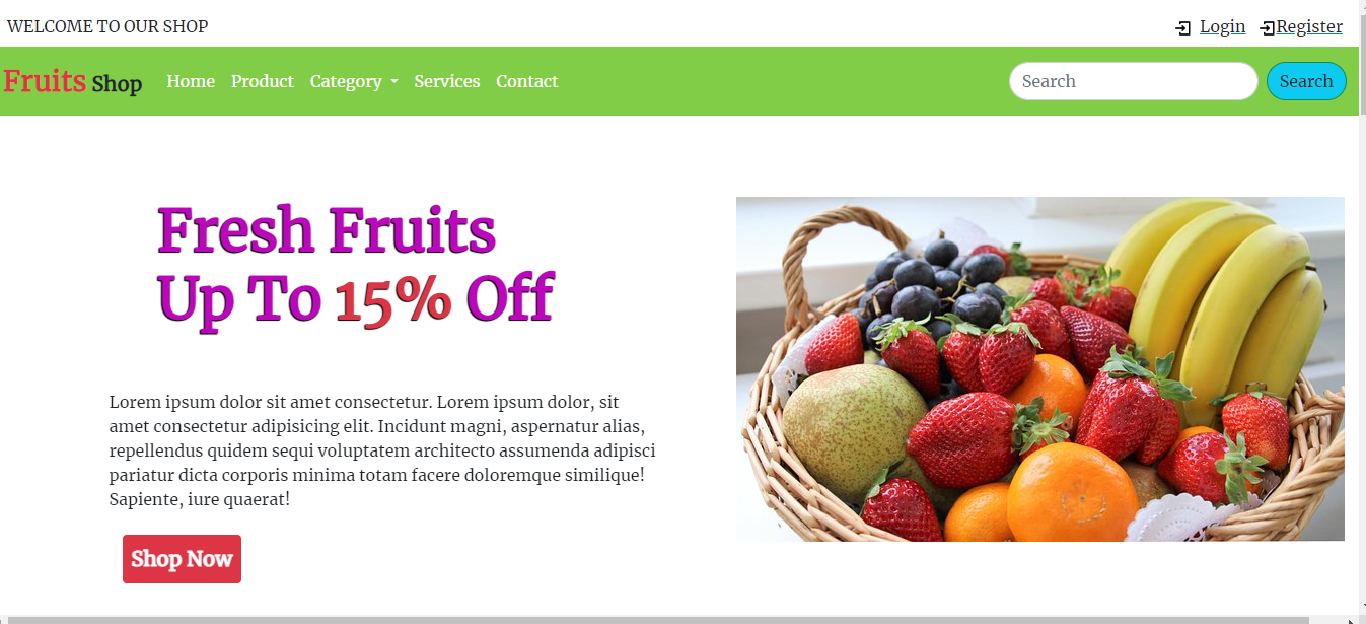 WELCOME TO OUR SHOP
Login Register
Fruits Shop Home Product Category Services Contact Search Search
Fresh Fruits
Up To 15% Off
Lorem ipsum dolor sit amet consectetur. Lorem ipsum dolor, sit
amet consectetur adipisicing elit. Incidunt magni, aspernatur alias,
repellendus quidem sequi voluptatem architecto assumenda adipisci
pariatur dicta corporis minima totam facere doloremque similique!
Sapiente, iure quaerat!
Shop Now